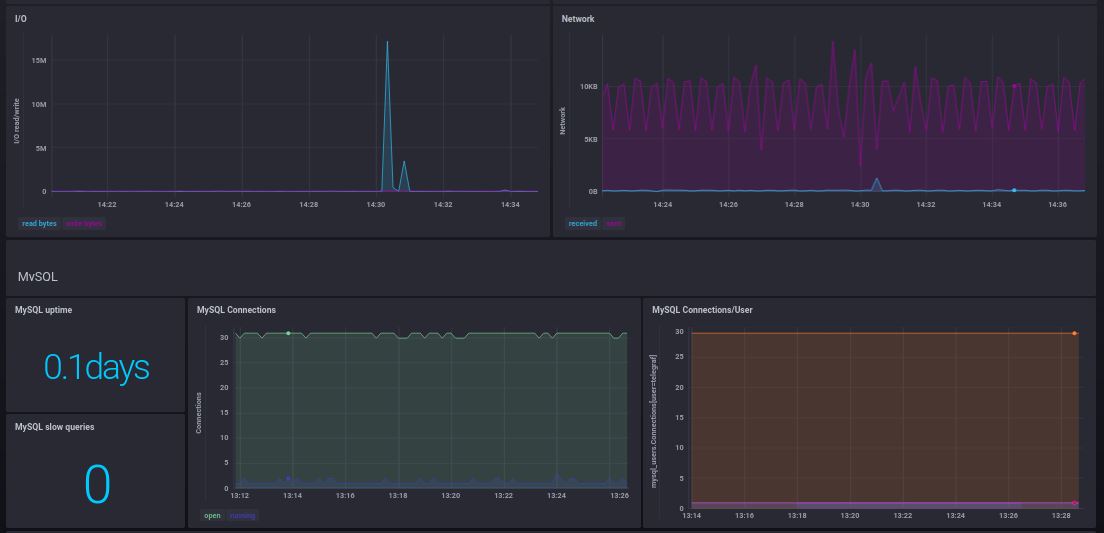 I/O
I/O read/write
15M
10M
5M
0
14:22 14:24 14:26 14:28 14:30 14:32 14:34
read bytes write bytes
Network
Network
10KB
5KB
0B
14:24 14:26 14:28 14:30 14:32 14:34 14:36
received sent
MySQL
MySQL uptime
0.1days
MySQL slow queries
0
MySQL Connections
Connections
30
25
20
15
10
5
0
13:12 13:14 13:16 13:18 13:20 13:22 13:24 13:26
open running
MySQL Connections/User
mysql_users.Connections[user=telegraf]
30
25
20
15
10
5
0
13:14 13:16 13:18 13:20 13:22 13:24 13:26 13:28